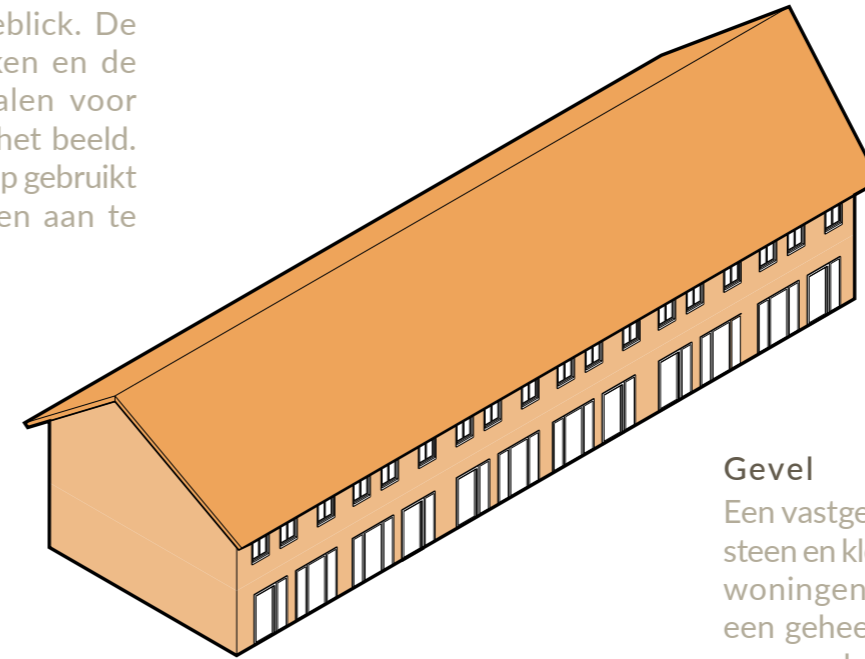 eblick. De
ken en de
alen voor
het beeld.
p gebruikt
en aan te
Gevel
Een vastge
steen en kl
woningen
een gehee